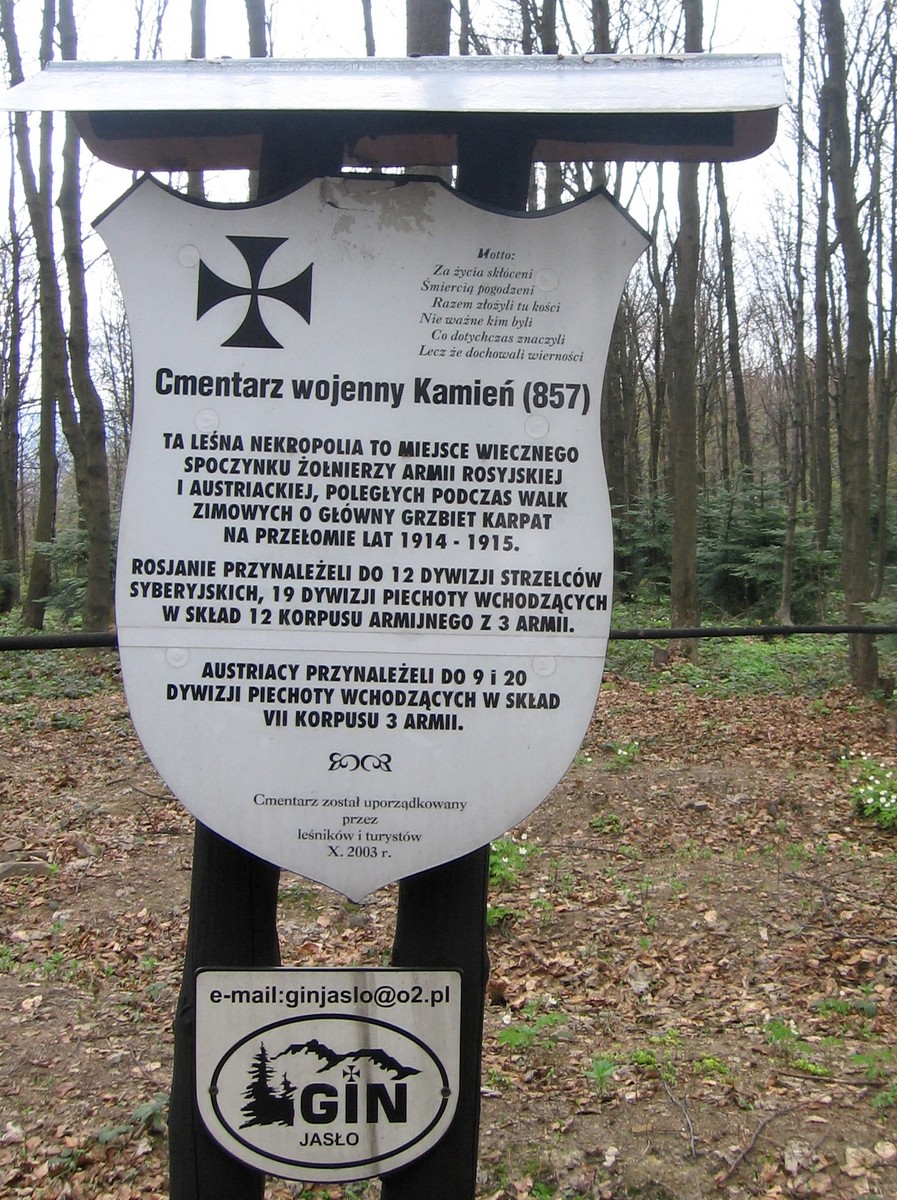 Motto:
Za życia skłóceni
Śmiercią pogodzeni
Razem złożyli tu kości
Nie ważne kim byli
Co dotychczas znaczyli
Lecz że dochowali wierności
Cmentarz wojenny Kamień (857)
TA LEŚNA NEKROPOLIA TO MIEJSCE WIECZNEGO
SPOCZYNKU ŻOŁNIERZY ARMII ROSYJSKIEJ
I AUSTRIACKIEJ, POLEGŁYCH PODCZAS WALK
ZIMOWYCH O GŁÓWNY GRZBIET KARPAT
NA PRZEŁOMIE LAT 1914 - 1915.
ROSJANIE PRZYNALEŻELI DO 12 DYWIZJI STRZELCÓW
SYBERYJSKICH, 19 DYWIZJI PIECHOTY WCHODZĄCYCH
W SKŁAD 12 KORPUSU ARMIJNEGO Z 3 ARMII.
AUSTRIACY PRZYNALEŻELI DO 9 i 20
DYWIZJI PIECHOTY WCHODZĄCYCH W SKŁAD
VII KORPUSU 3 ARMII.
Cmentarz został uporządkowany
przez
leśników i turystów
X. 2003 r.
e-mail:ginjaslo@o2.pl
GIN
JASŁO